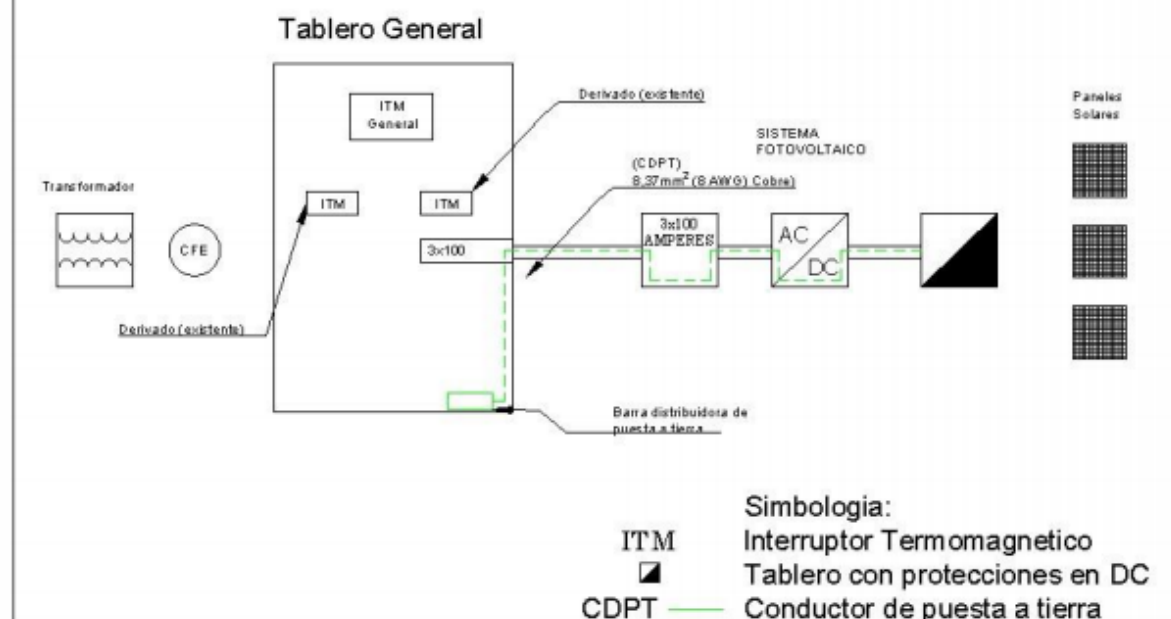 Tablero General
ITM
General
Derivado (existente)
Paneles
Solares
SISTEMA
FOTOVOLTAICO
(CDPT)
8,37mm² (8 AWG) Cobre)
Transformador
ITM
ITM
CFE
3x100
3x100
AMPERES
AC
DC
Derivado (existente)
Barra distribuidora de
puesta a tierra
Simbologia:
ITM Interruptor Termomagnetico
Tablero con protecciones en DC
CDPT Conductor de puesta a tierra